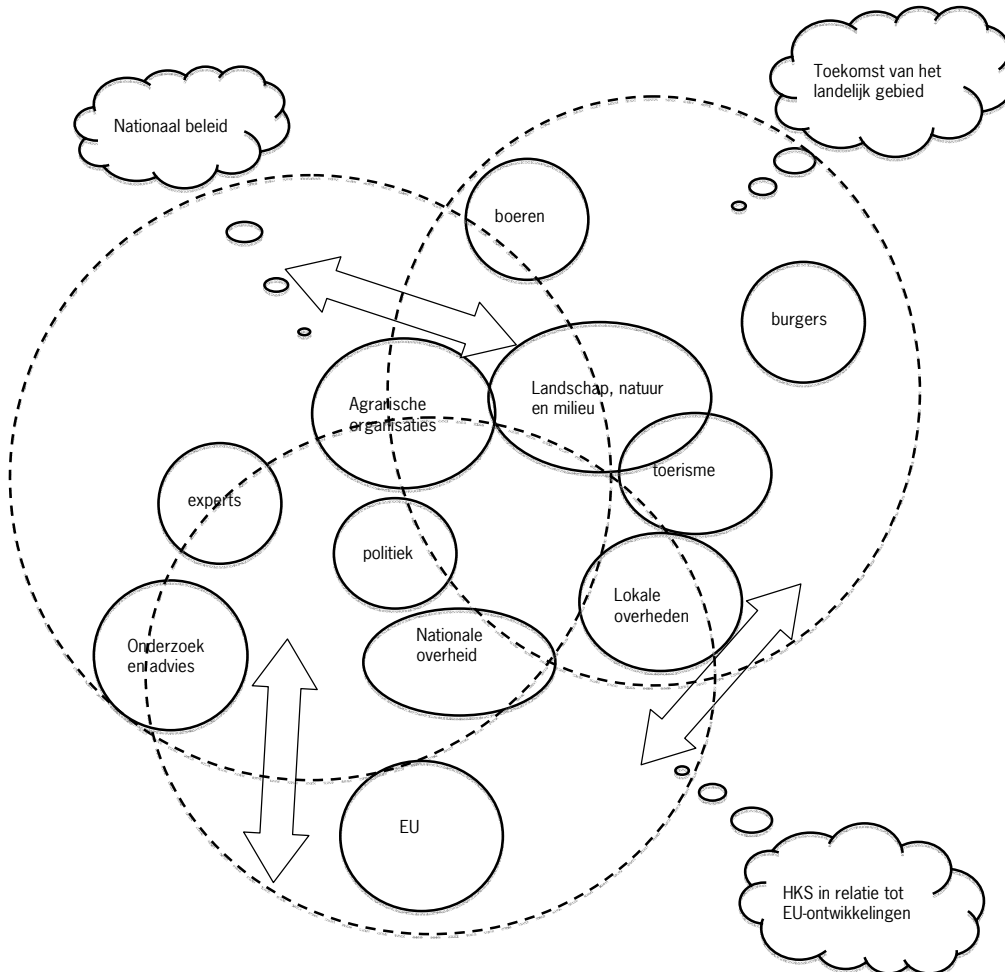 Toekomst van het
landelijk gebied
Nationaal beleid
boeren
burgers
Landschap, natuur
en milieu
Agrarische
organisaties
toerisme
experts
politiek
Lokale
overheden
Nationale
overheid
Onderzoek
en advies
EU
HKS in relatie tot
EU-ontwikkelingen